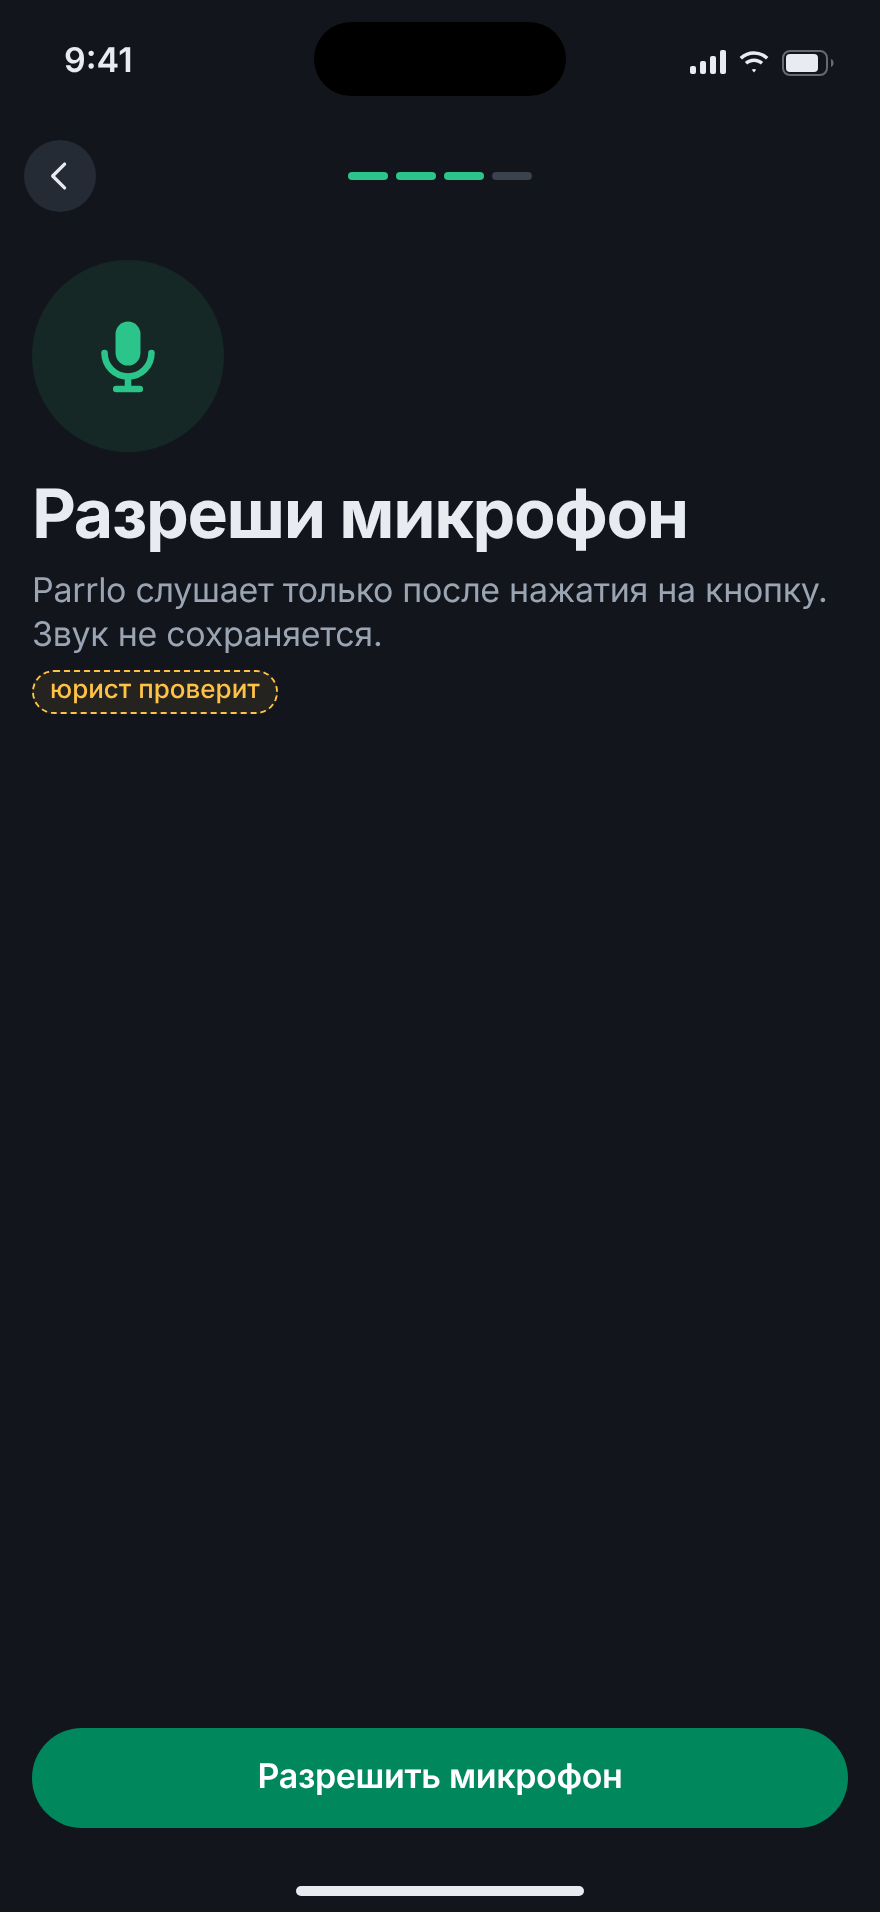 9:41
Разреши микрофон
Parrlo слушает только после нажатия на кнопку.
Звук не сохраняется.
юрист проверит
Разрешить микрофон